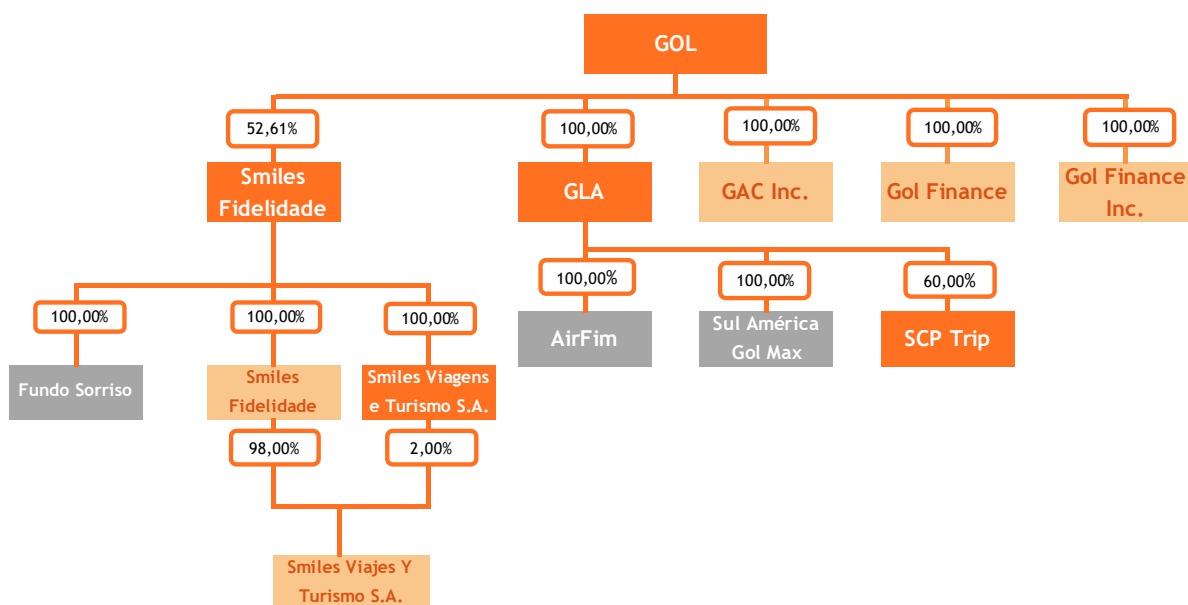 GOL
52,61%
100,00%
100,00%
100,00%
100,00%
Smiles
Fidelidade
GLA
GAC Inc.
Gol Finance
Gol Finance
Inc.
100,00%
100,00%
60,00%
100,00%
100,00%
100,00%
AirFim
Sul América
Gol Max
SCP Trip
Fundo Sorriso
Smiles
Fidelidade
Smiles Viagens
e Turismo S.A.
98,00%
2,00%
Smiles Viajes Y
Turismo S.A.